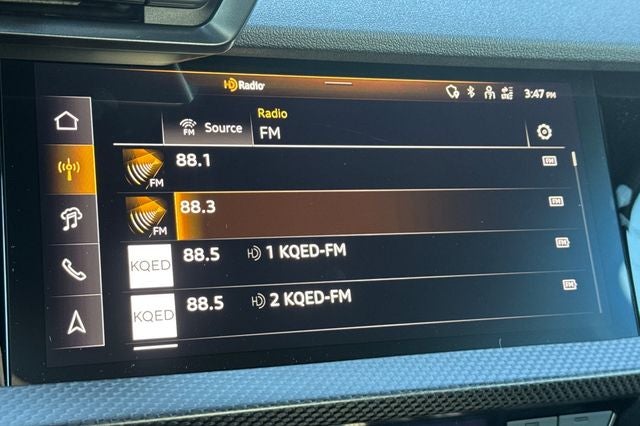 HD Radio
3:47 PM
Radio
FM Source
FM
88.1
FM
88.3
FM
KQED 88.5 HD 1 KQED-FM
KQED 88.5 HD 2 KQED-FM